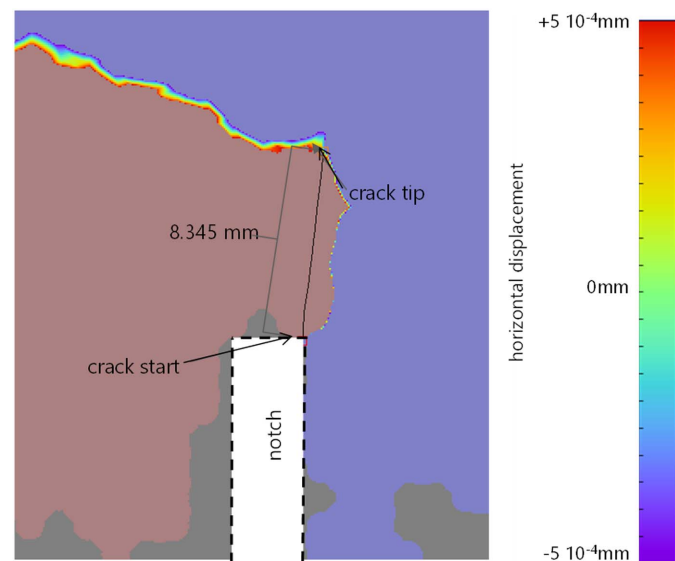 +5 10⁻⁴mm
crack tip
8.345 mm
0mm
horizontal displacement
crack start
notch
-5 10⁻⁴mm